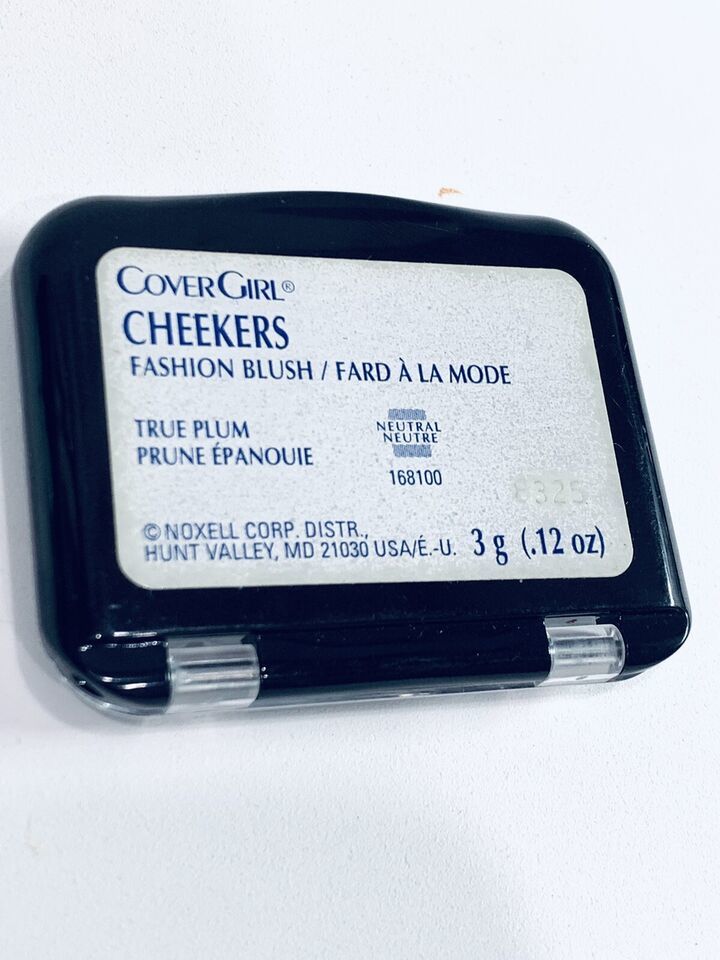 COVERGIRL®
CHEEKERS
FASHION BLUSH / FARD À LA MODE
TRUE PLUM
PRUNE ÉPANOUIE
NEUTRAL
NEUTRE
168100
8325
© NOXELL CORP. DISTR.,
HUNT VALLEY, MD 21030 USA/É.-U. 3 g (.12 oz)